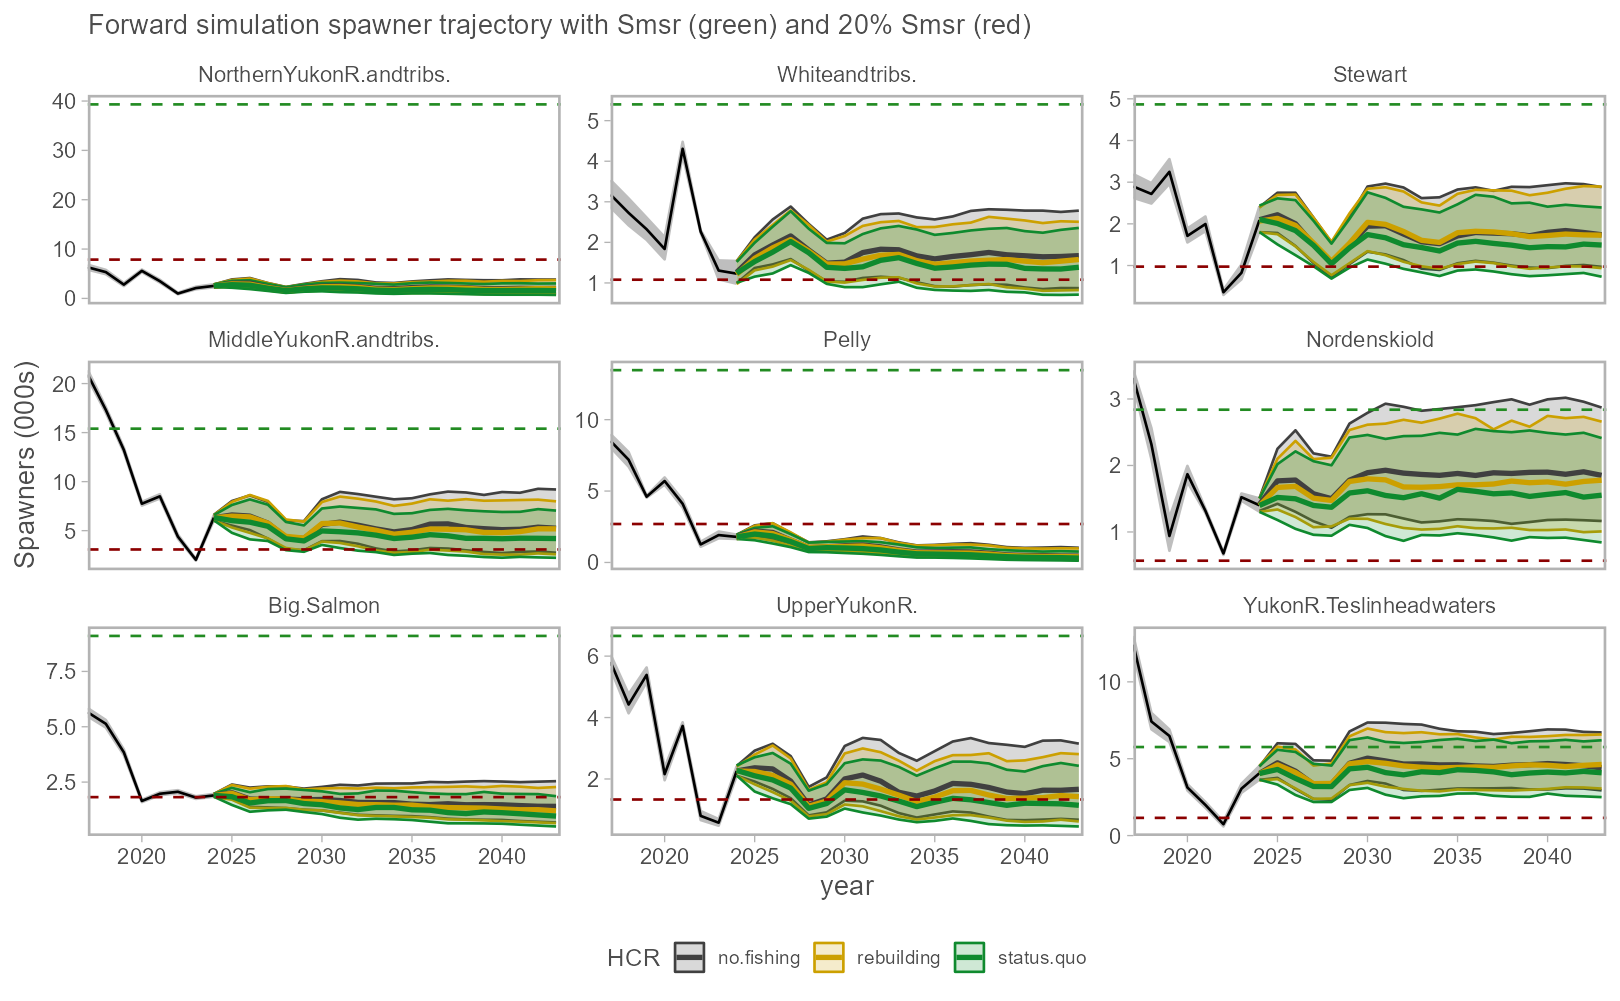 Forward simulation spawner trajectory with Smsr (green) and 20% Smsr (red)
NorthernYukonR.andtribs.
Whiteandtribs.
Stewart
40
30
20
10
0
5
4
3
2
1
5
4
3
2
1
MiddleYukonR.andtribs.
Pelly
Nordenskiold
Spawners (000s)
20
15
10
5
10
5
0
3
2
1
Big.Salmon
UpperYukonR.
YukonR.Teslinheadwaters
7.5
5.0
2.5
6
4
2
10
5
0
2020 2025 2030 2035 2040
2020 2025 2030 2035 2040
2020 2025 2030 2035 2040
year
HCR no.fishing rebuilding status.quo